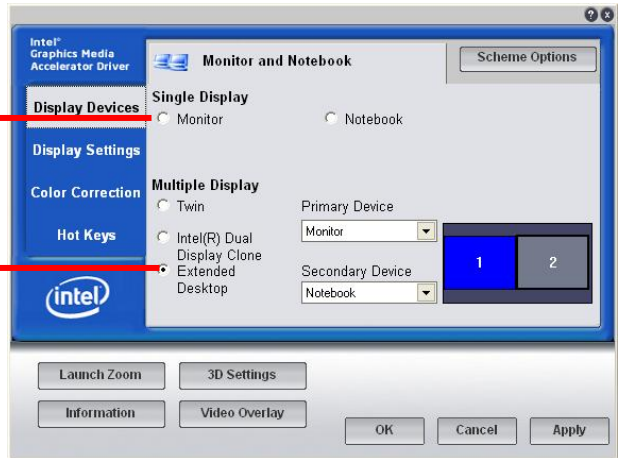 Intel®
Graphics Media
Accelerator Driver
Monitor and Notebook
Scheme Options
Display Devices
Display Settings
Color Correction
Hot Keys
intel
Single Display
Monitor
Notebook
Multiple Display
Twin
Intel(R) Dual
Display Clone
Extended
Desktop
Primary Device
Monitor
Secondary Device
Notebook
1
2
Launch Zoom
3D Settings
Information
Video Overlay
OK
Cancel
Apply